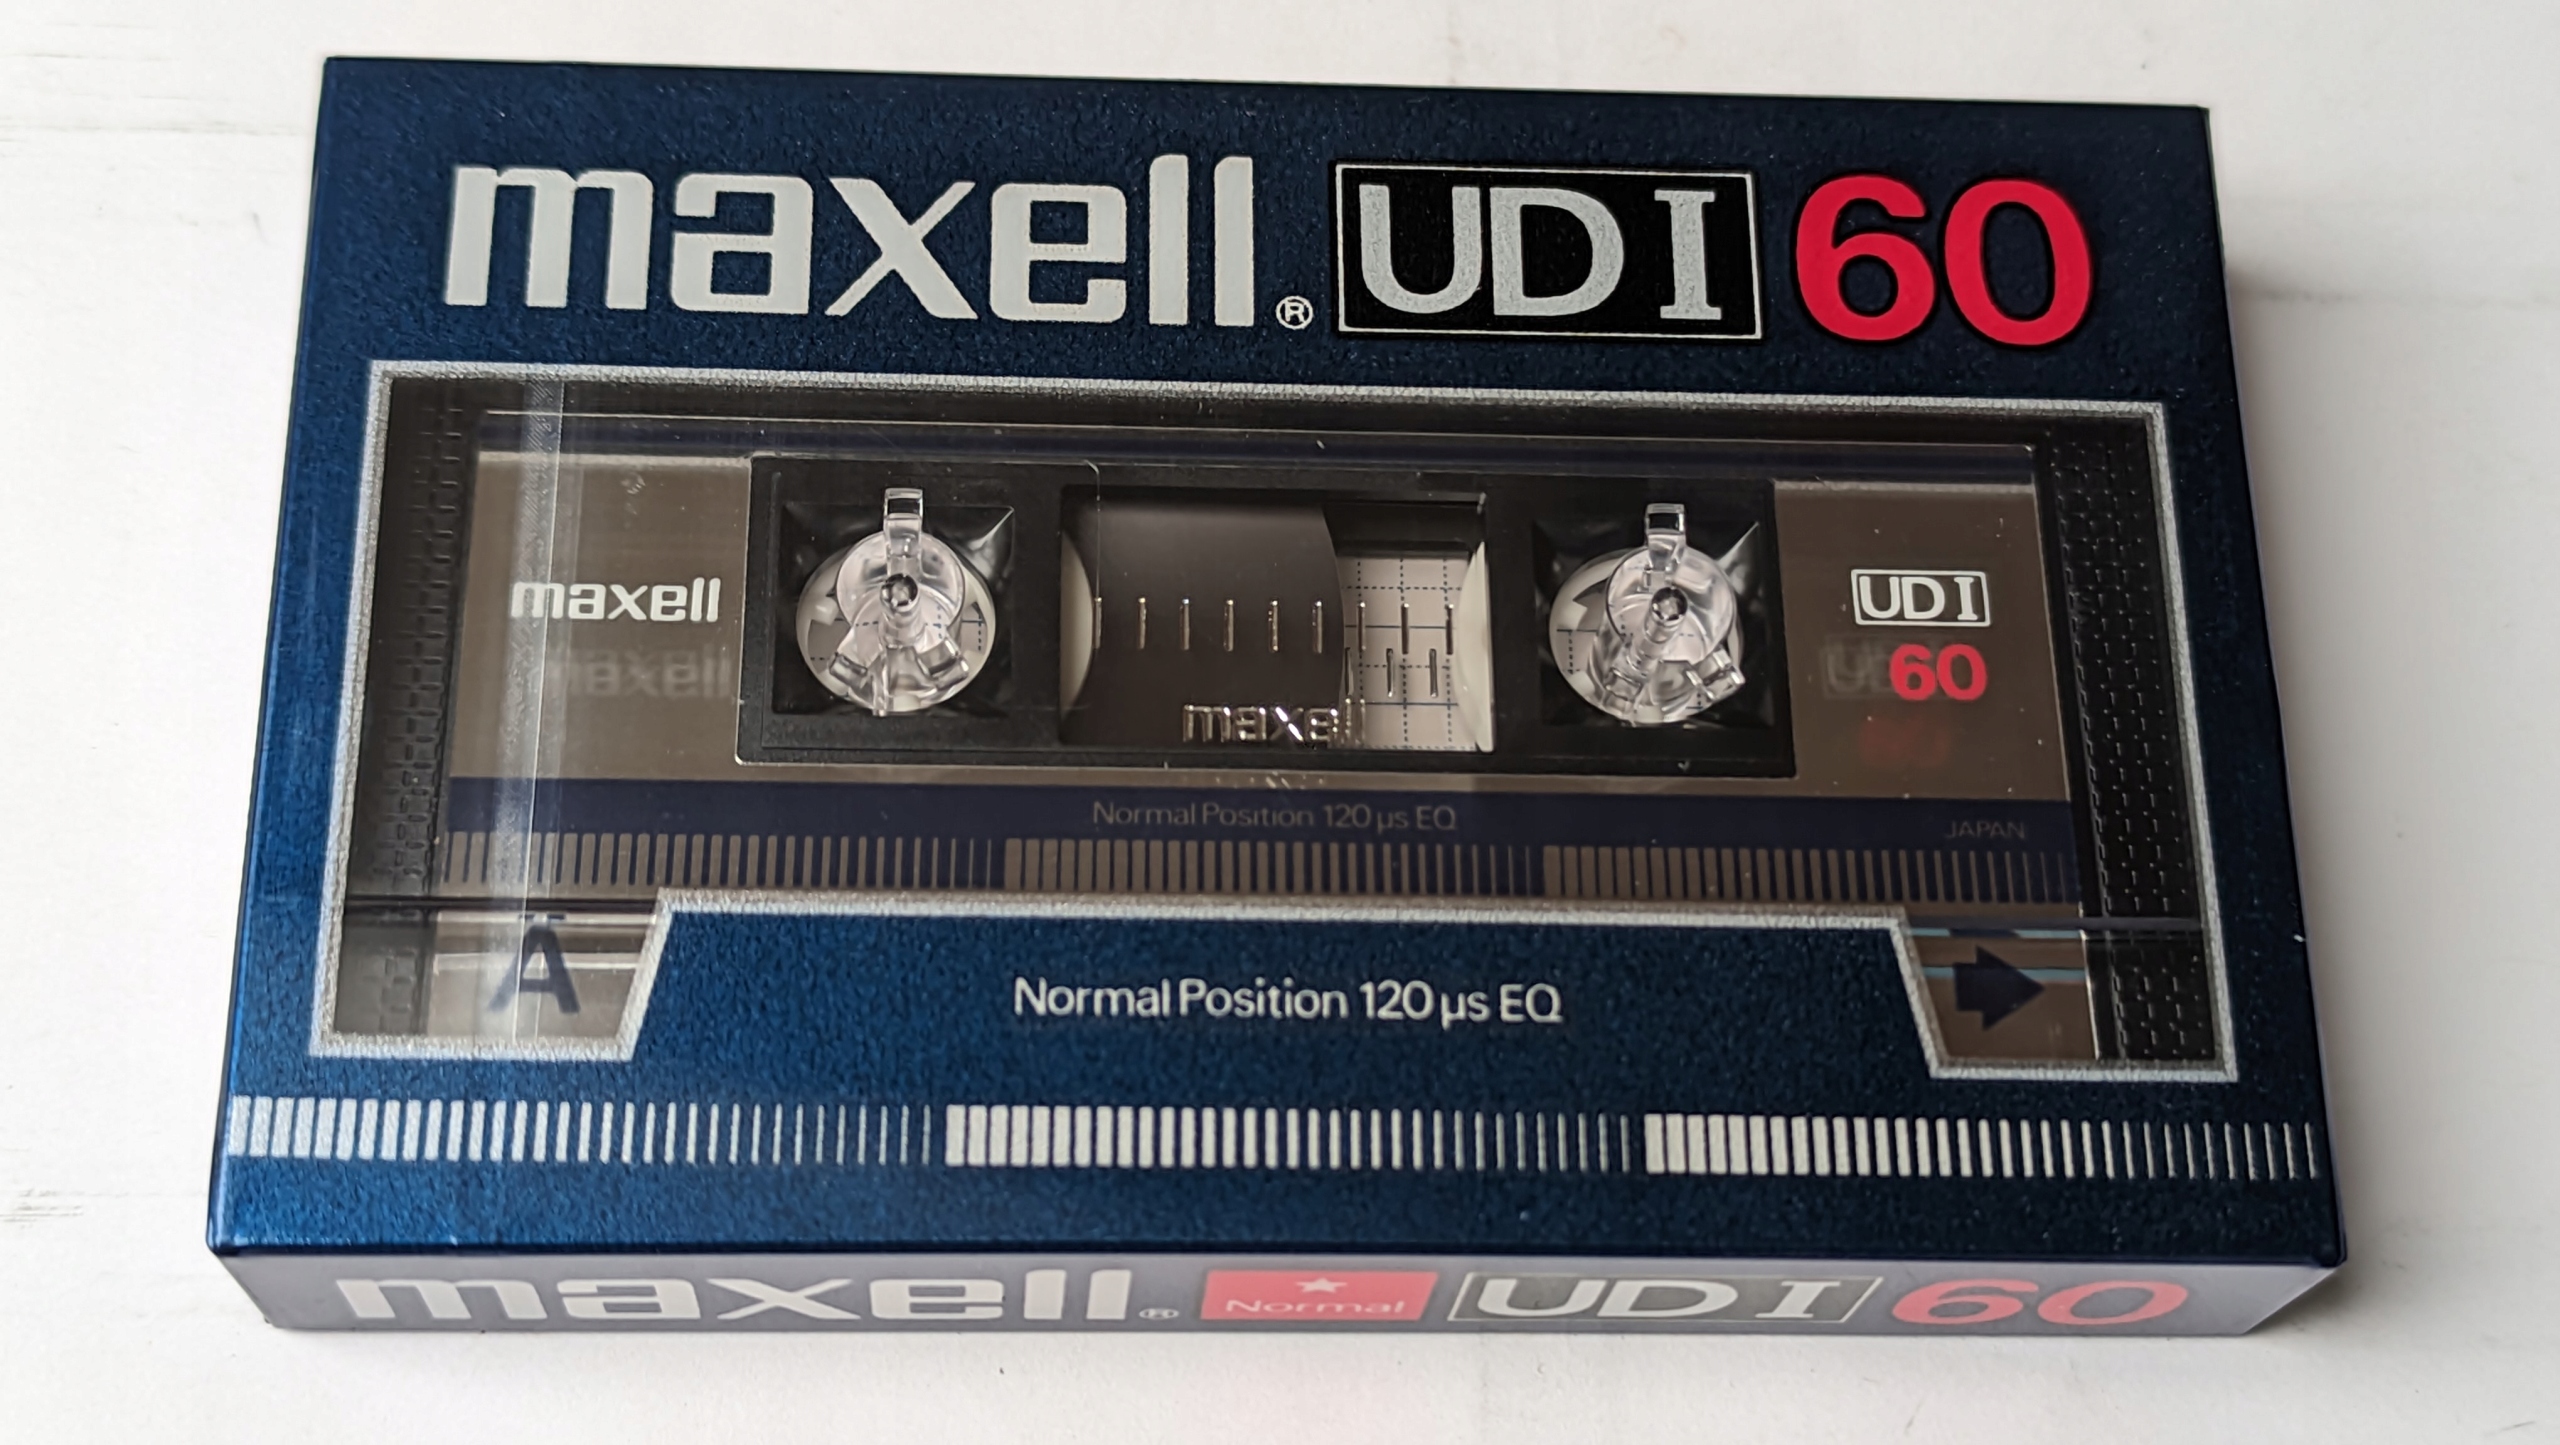 maxell® UD I 60
maxell
UD I
60
maxell
Normal Position 120 µs EQ
JAPAN
A
Normal Position 120 µs EQ
maxell® Normal UD I 60